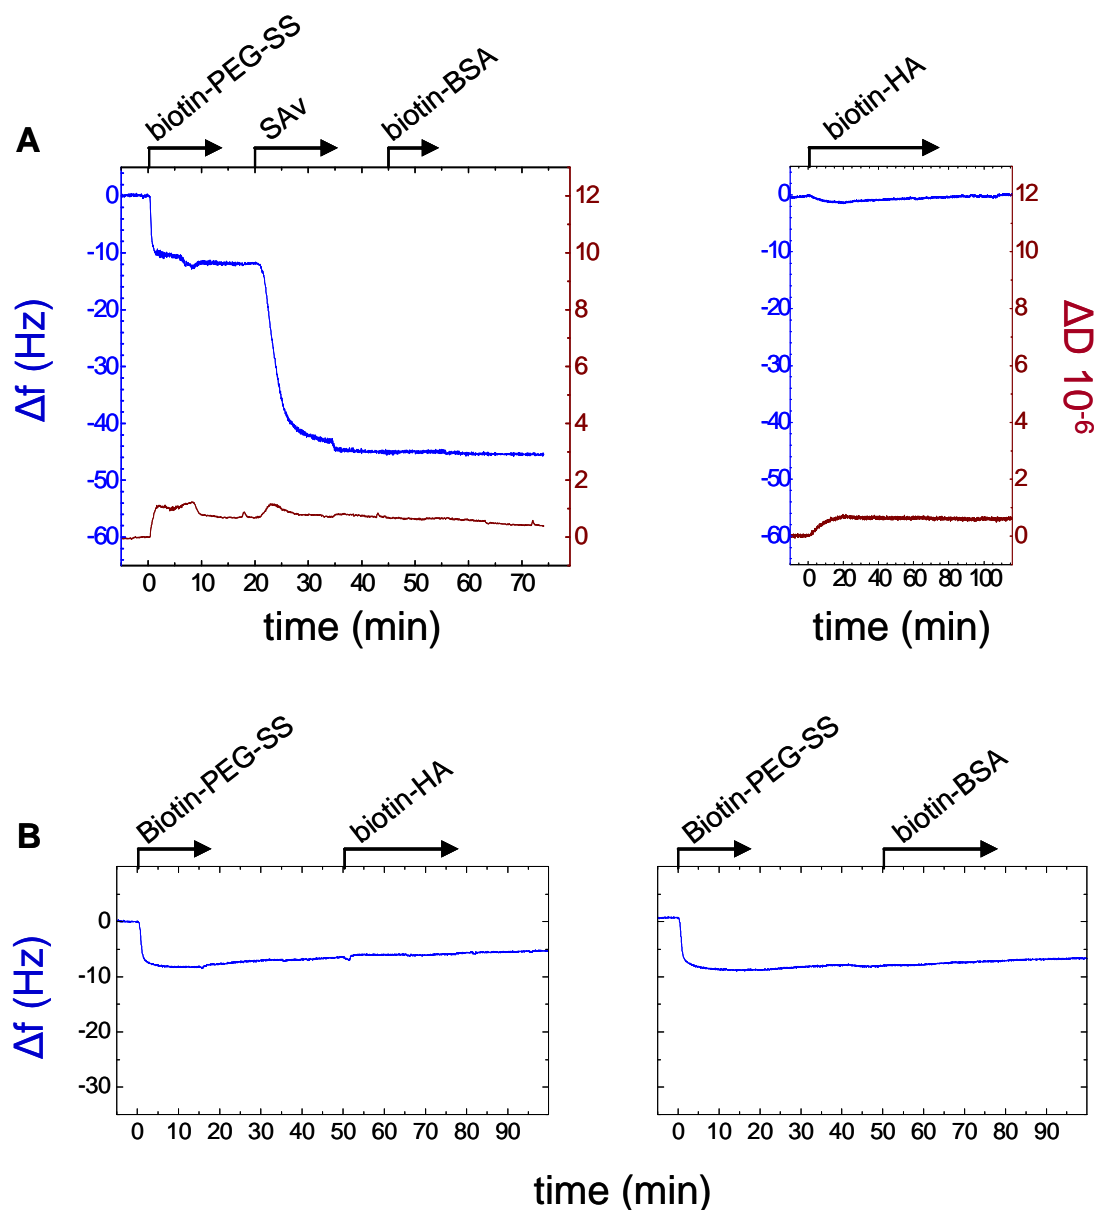 A
biotin-PEG-SS
SAv
biotin-BSA
biotin-HA
Δf (Hz)
0
-10
-20
-30
-40
-50
-60
12
10
8
6
4
2
0
0 10 20 30 40 50 60 70
time (min)
0
-10
-20
-30
-40
-50
-60
12
10
8
6
4
2
0
ΔD 10-6
0 20 40 60 80 100
time (min)
B
Biotin-PEG-SS
biotin-HA
Biotin-PEG-SS
biotin-BSA
Δf (Hz)
0
-10
-20
-30
0 10 20 30 40 50 60 70 80 90
0 10 20 30 40 50 60 70 80 90
time (min)